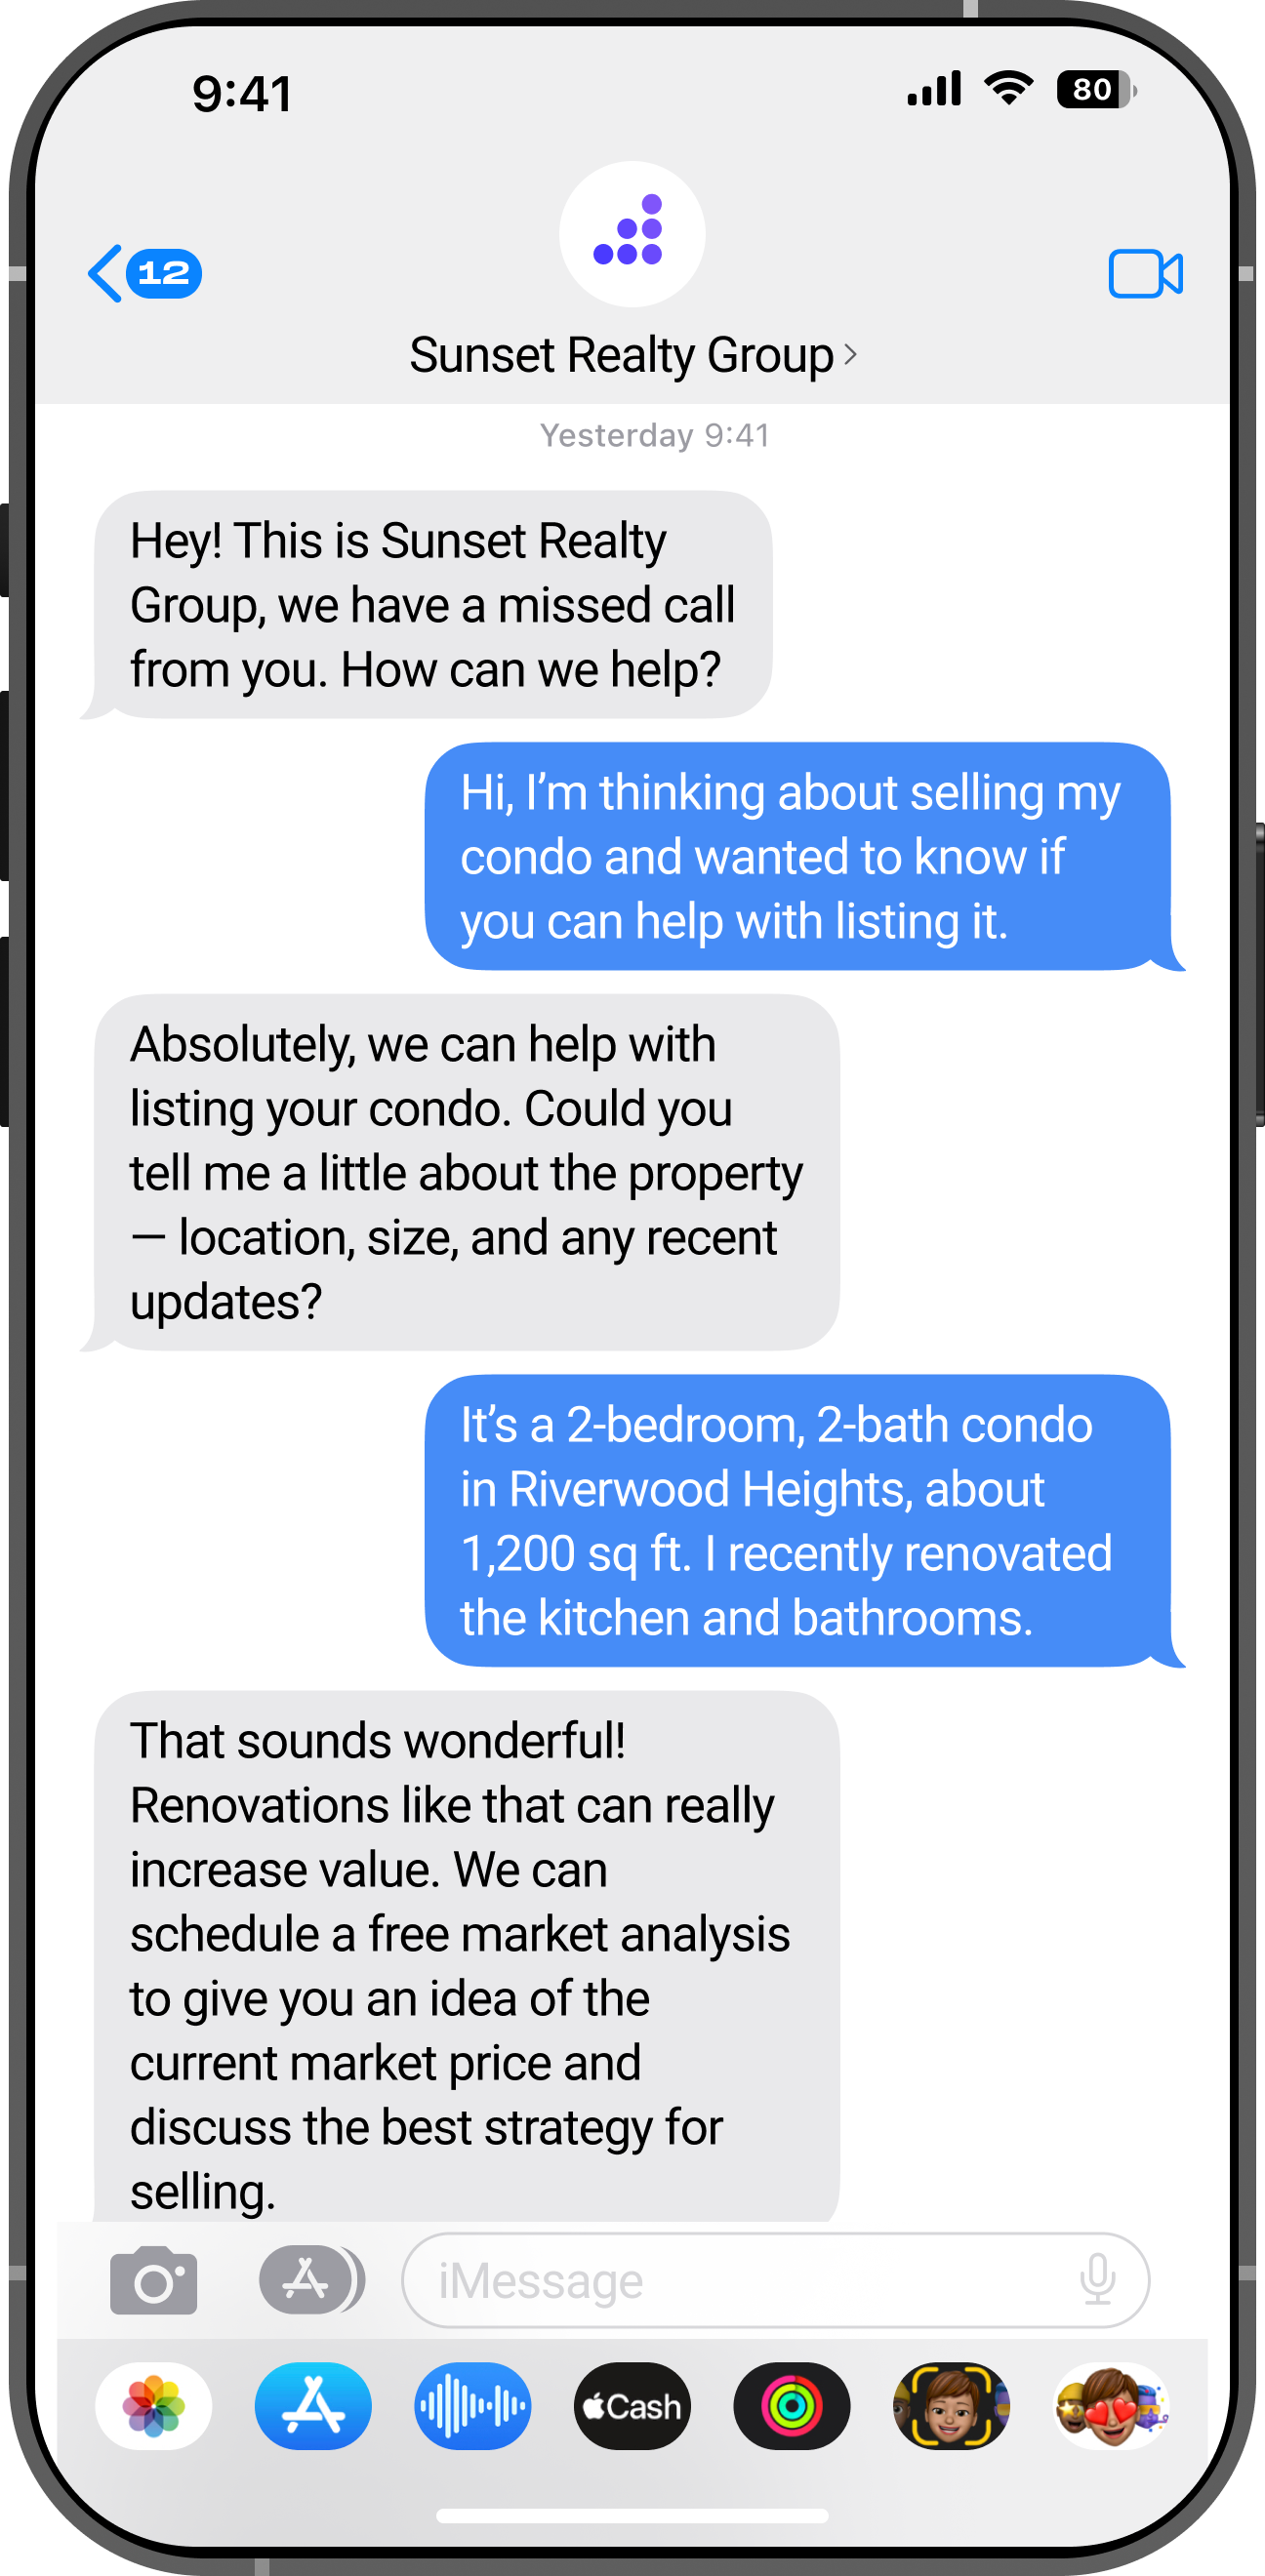 9:41
80
12
Sunset Realty Group
Yesterday 9:41
Hey! This is Sunset Realty
Group, we have a missed call
from you. How can we help?
Hi, I’m thinking about selling my
condo and wanted to know if
you can help with listing it.
Absolutely, we can help with
listing your condo. Could you
tell me a little about the property
— location, size, and any recent
updates?
It’s a 2-bedroom, 2-bath condo
in Riverwood Heights, about
1,200 sq ft. I recently renovated
the kitchen and bathrooms.
That sounds wonderful!
Renovations like that can really
increase value. We can
schedule a free market analysis
to give you an idea of the
current market price and
discuss the best strategy for
selling.
iMessage
Cash